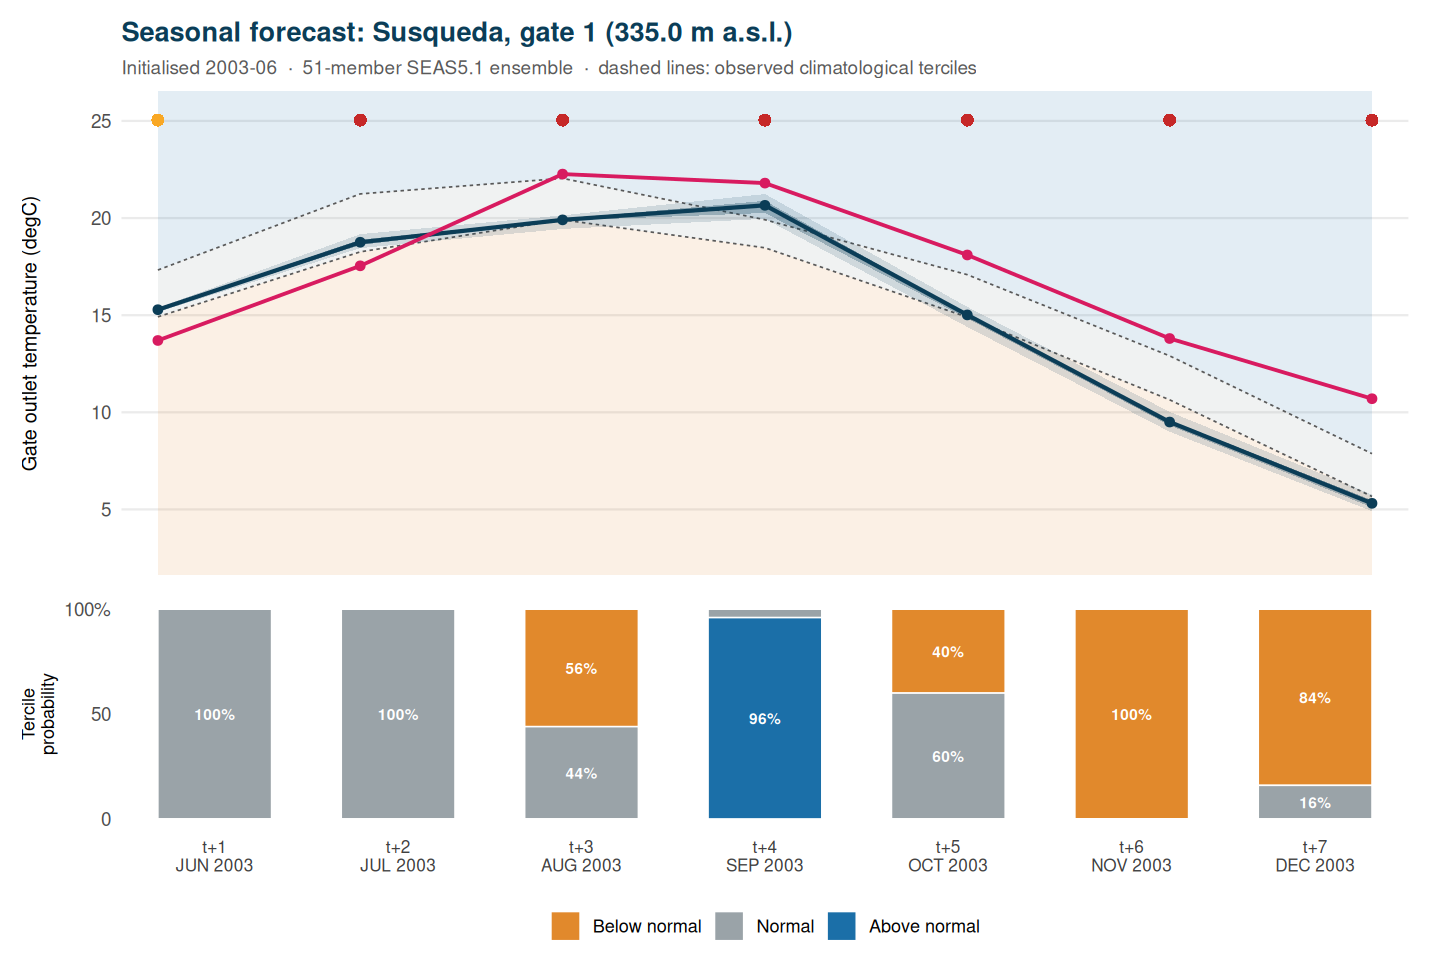 Seasonal forecast: Susqueda, gate 1 (335.0 m a.s.l.)
Initialised 2003-06 · 51-member SEAS5.1 ensemble · dashed lines: observed climatological terciles
Gate outlet temperature (degC)
25
20
15
10
5
Tercile
probability
100%
50
0
100%
100%
56%
44%
96%
40%
60%
100%
84%
16%
t+1
JUN 2003
t+2
JUL 2003
t+3
AUG 2003
t+4
SEP 2003
t+5
OCT 2003
t+6
NOV 2003
t+7
DEC 2003
Below normal
Normal
Above normal